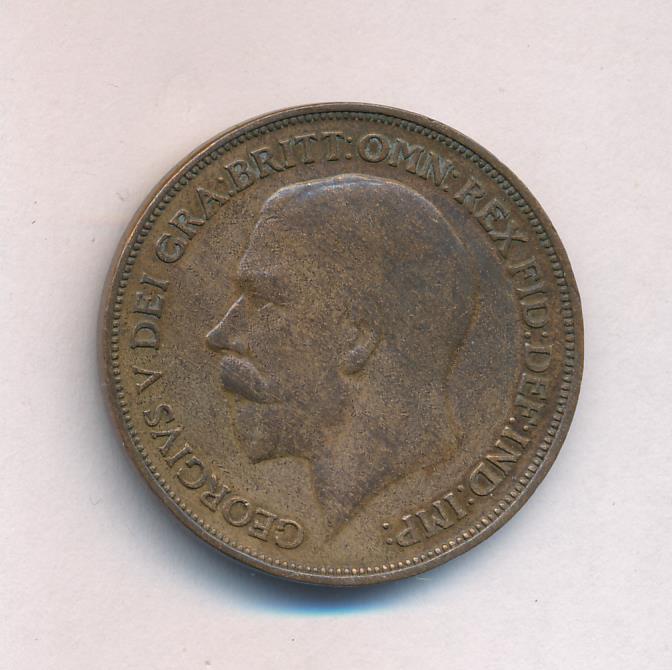 GEORGIVS V DEI GRA:BRITT:OMN:REX FID:DEF:IND:IMP: